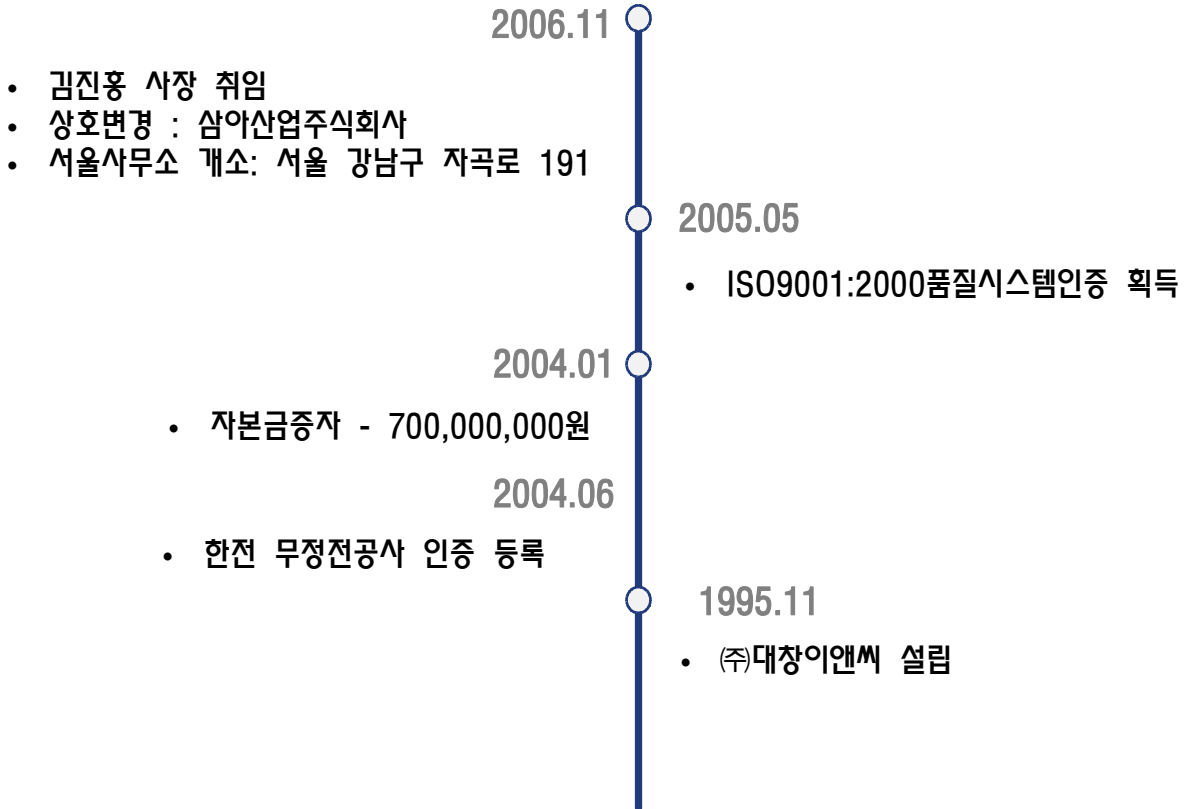 2006.11
• 김진홍 사장 취임
• 상호변경 : 삼아산업주식회사
• 서울사무소 개소: 서울 강남구 자곡로 191
2005.05
• ISO9001:2000품질시스템인증 획득
2004.01
• 자본금증자 - 700,000,000원
2004.06
• 한전 무정전공사 인증 등록
1995.11
• ㈜대창이앤씨 설립